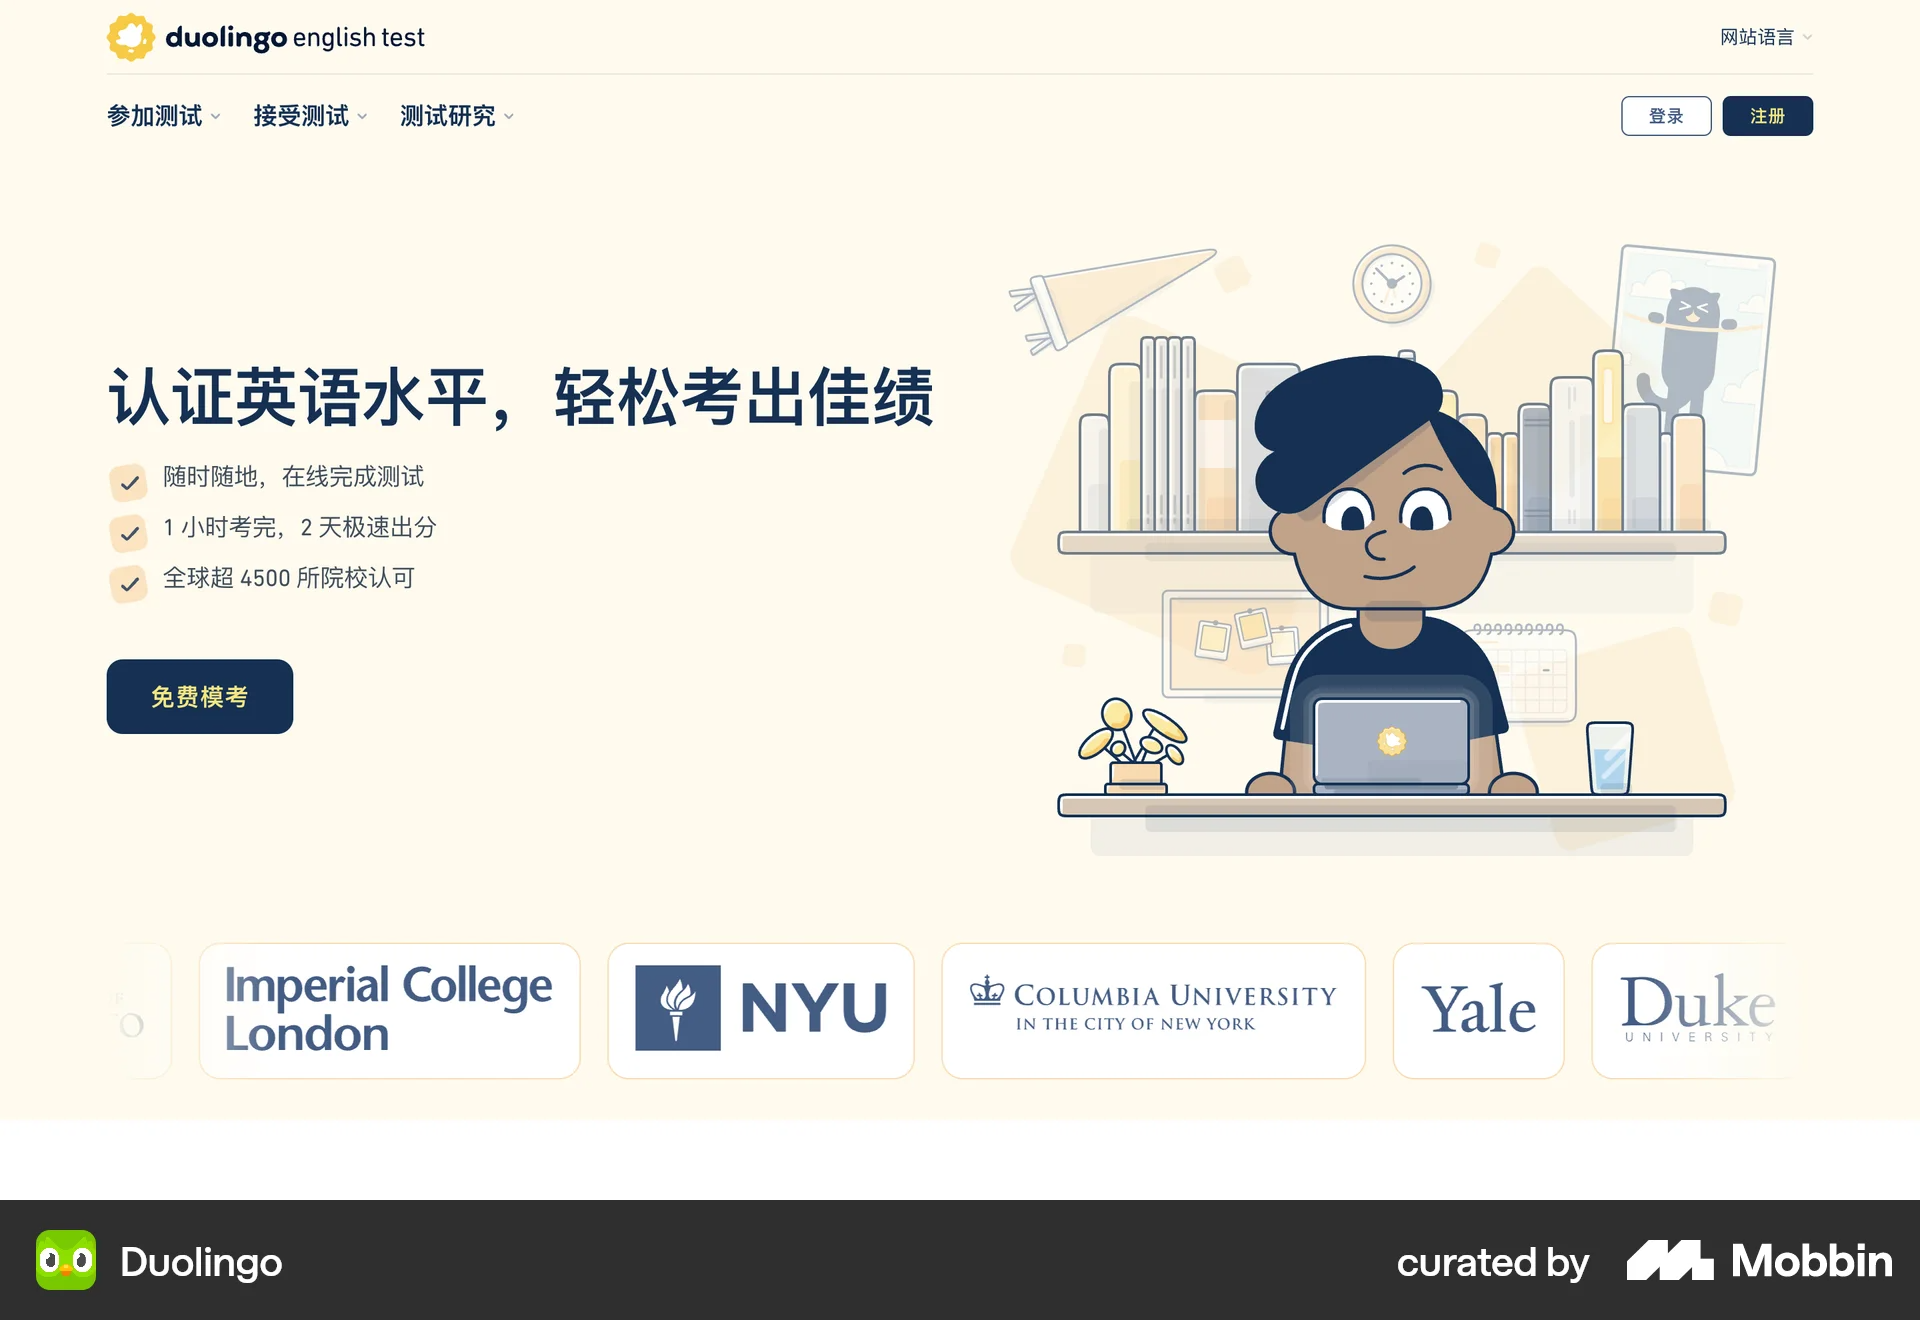 duolingo english test
网站语言
参加测试 接受测试 测试研究
登录 注册
认证英语水平，轻松考出佳绩
随时随地，在线完成测试
1 小时考完，2 天极速出分
全球超 4500 所院校认可
免费模考
Imperial College
London
NYU
COLUMBIA UNIVERSITY
IN THE CITY OF NEW YORK
Yale
Duke
UNIVERSITY
Duolingo
curated by Mobbin